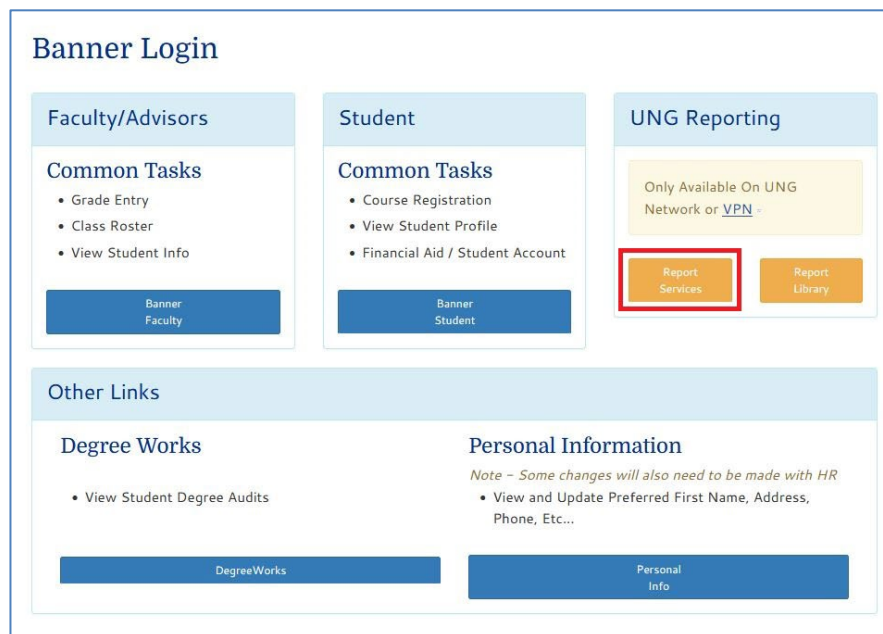 Banner Login
Faculty/Advisors
Common Tasks
• Grade Entry
• Class Roster
• View Student Info
Banner
Faculty
Student
Common Tasks
• Course Registration
• View Student Profile
• Financial Aid / Student Account
Banner
Student
UNG Reporting
Only Available On UNG
Network or VPN
Report
Services
Report
Library
Other Links
Degree Works
• View Student Degree Audits
DegreeWorks
Personal Information
Note - Some changes will also need to be made with HR
• View and Update Preferred First Name, Address,
Phone, Etc...
Personal
Info